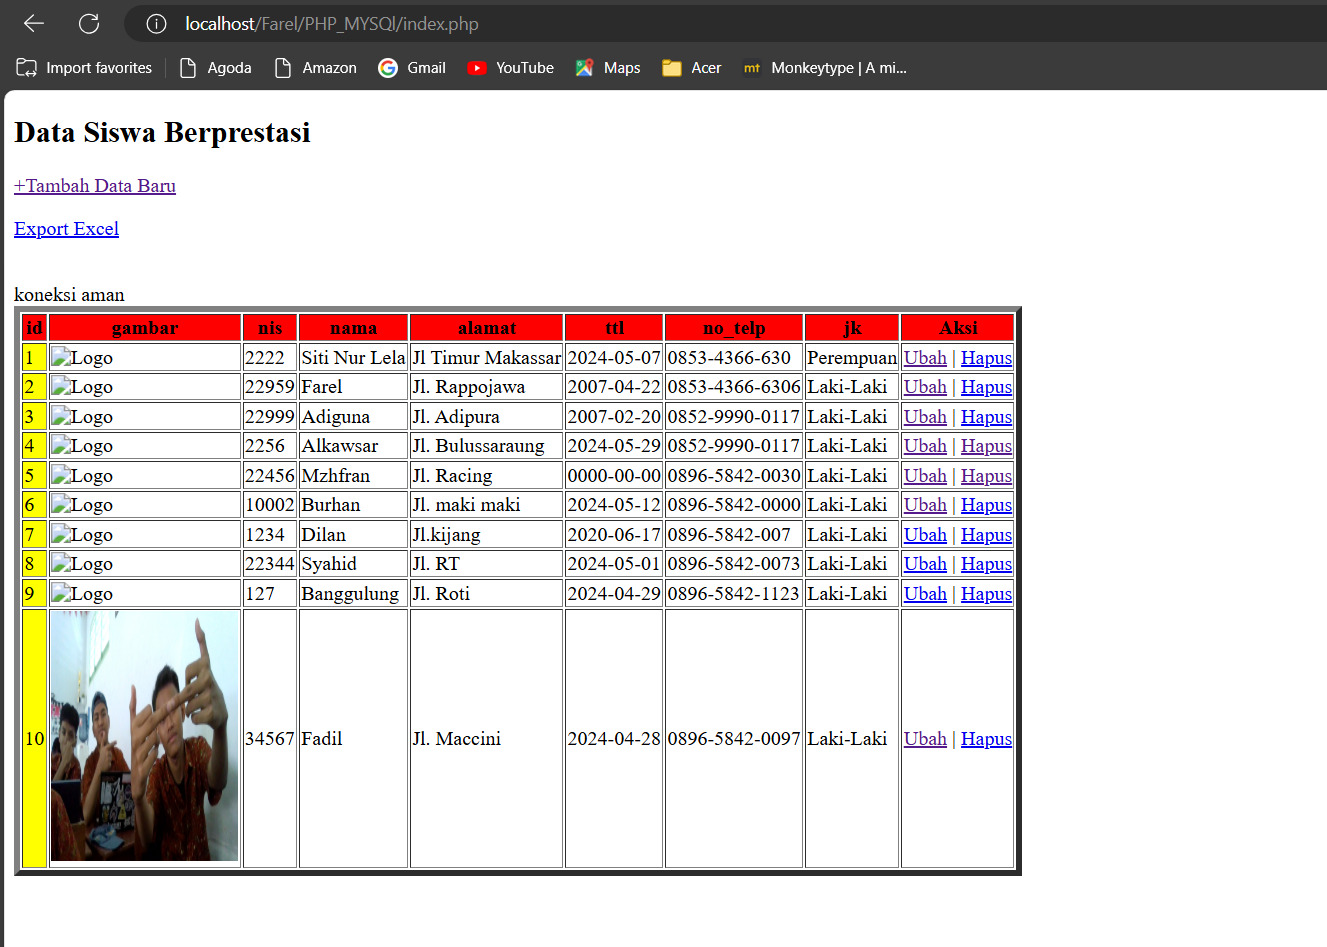 localhost/Farel/PHP_MYSQl/index.php
Import favorites Agoda Amazon Gmail YouTube Maps Acer mt Monkeytype | A mi...
Data Siswa Berprestasi
+Tambah Data Baru
Export Excel
koneksi aman
id gambar nis nama alamat ttl no_telp jk Aksi
1 Logo 2222 Siti Nur Lela Jl Timur Makassar 2024-05-07 0853-4366-630 Perempuan Ubah | Hapus
2 Logo 22959 Farel Jl. Rappojawa 2007-04-22 0853-4366-6306 Laki-Laki Ubah | Hapus
3 Logo 22999 Adiguna Jl. Adipura 2007-02-20 0852-9990-0117 Laki-Laki Ubah | Hapus
4 Logo 2256 Alkawsar Jl. Bulussaraung 2024-05-29 0852-9990-0117 Laki-Laki Ubah | Hapus
5 Logo 22456 Mzhfran Jl. Racing 0000-00-00 0896-5842-0030 Laki-Laki Ubah | Hapus
6 Logo 10002 Burhan Jl. maki maki 2024-05-12 0896-5842-0000 Laki-Laki Ubah | Hapus
7 Logo 1234 Dilan Jl.kijang 2020-06-17 0896-5842-007 Laki-Laki Ubah | Hapus
8 Logo 22344 Syahid Jl. RT 2024-05-01 0896-5842-0073 Laki-Laki Ubah | Hapus
9 Logo 127 Banggulung Jl. Roti 2024-04-29 0896-5842-1123 Laki-Laki Ubah | Hapus
10 34567 Fadil Jl. Maccini 2024-04-28 0896-5842-0097 Laki-Laki Ubah | Hapus